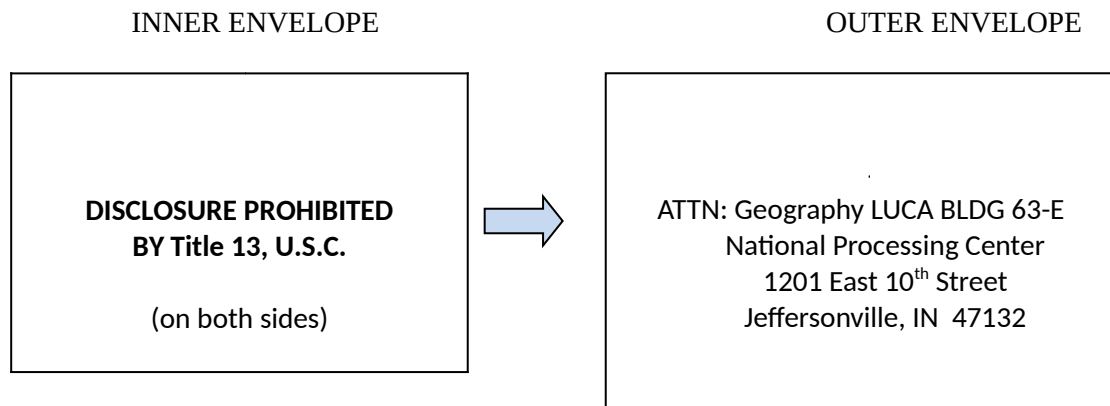 INNER ENVELOPE
OUTER ENVELOPE
DISCLOSURE PROHIBITED
BY Title 13, U.S.C.
(on both sides)
ATTN: Geography LUCA BLDG 63-E
National Processing Center
1201 East 10th Street
Jeffersonville, IN 47132